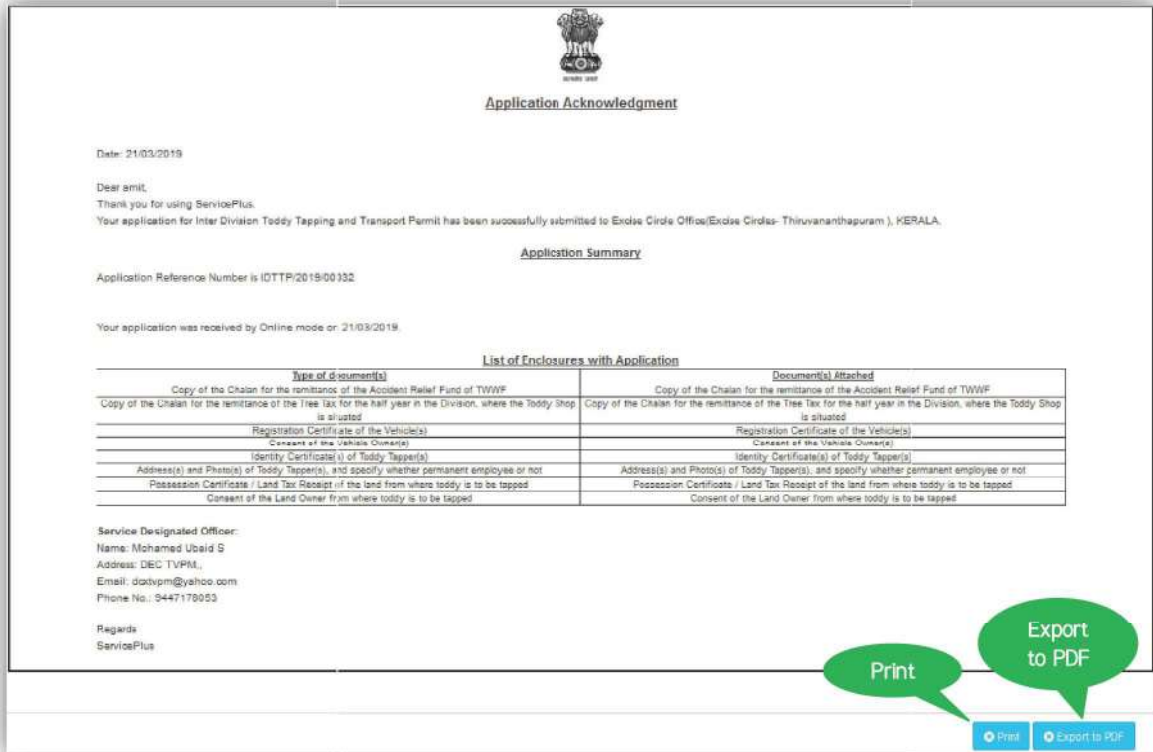 Application Acknowledgment
Date: 21/03/2019
Dear amit,
Thank you for using ServicePlus.
Your application for Inter Division Toddy Tapping and Transport Permit has been successfully submitted to Excise Circle Office(Excise Circles- Thiruvananthapuram ), KERALA.
Application Summary
Application Reference Number is IDTTP/2019/00332
Your application was received by Online mode on 21/03/2019.
List of Enclosures with Application
Type of document(s) Document(s) Attached
Copy of the Chalan for the remittance of the Accident Relief Fund of TWWF Copy of the Chalan for the remittance of the Accident Relief Fund of TWWF
Copy of the Chalan for the remittance of the Tree Tax for the half year in the Division, where the Toddy Shop Copy of the Chalan for the remittance of the Tree Tax for the half year in the Division, where the Toddy Shop
is situated is situated
Registration Certificate of the Vehicle(s) Registration Certificate of the Vehicle(s)
Consent of the Vehicle Owner(s) Consent of the Vehicle Owner(s)
Identity Certificate(s) of Toddy Tapper(s) Identity Certificate(s) of Toddy Tapper(s)
Address(s) and Photo(s) of Toddy Tapper(s), and specify whether permanent employee or not Address(s) and Photo(s) of Toddy Tapper(s), and specify whether permanent employee or not
Possession Certificate / Land Tax Receipt of the land from where toddy is to be tapped Possession Certificate / Land Tax Receipt of the land from where toddy is to be tapped
Consent of the Land Owner from where toddy is to be tapped Consent of the Land Owner from where toddy is to be tapped
Service Designated Officer:
Name: Mohamed Ubaid S
Address: DEC TVPM,,
Email: dcxtvpm@yahoo.com
Phone No.: 9447178053
Regards
ServicePlus
Export
to PDF
Print
Print Export to PDF